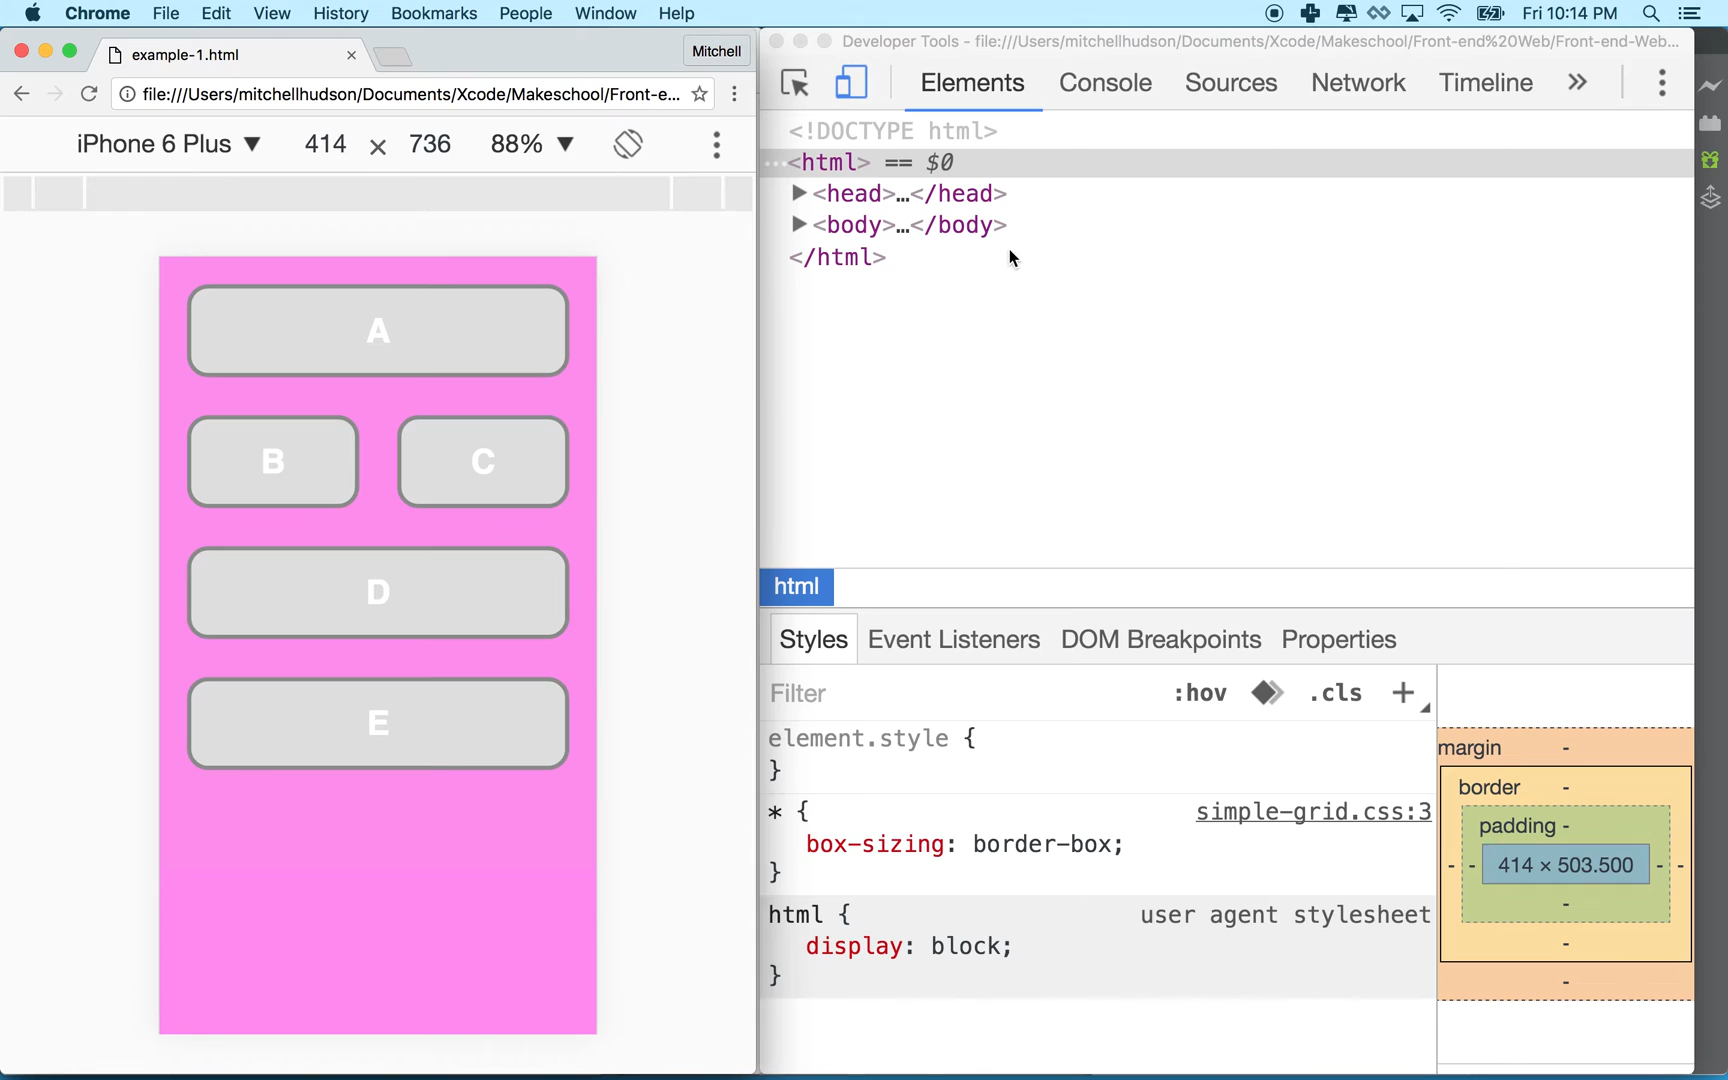 Chrome File Edit View History Bookmarks People Window Help Fri 10:14 PM
example-1.html Mitchell
file:///Users/mitchellhudson/Documents/Xcode/Makeschool/Front-e...
iPhone 6 Plus ▼ 414 × 736 88% ▼
A
B C
D
E
Developer Tools - file:///Users/mitchellhudson/Documents/Xcode/Makeschool/Front-end%20Web/Front-end-Web...
Elements Console Sources Network Timeline »
<!DOCTYPE html>
...<html> == $0
▶<head>…</head>
▶<body>…</body>
</html>
html
Styles Event Listeners DOM Breakpoints Properties
Filter :hov .cls +
element.style {
}
* { simple-grid.css:3
box-sizing: border-box;
}
html { user agent stylesheet
display: block;
}
margin -
border -
padding -
- - 414 × 503.500 - -
-
-
-